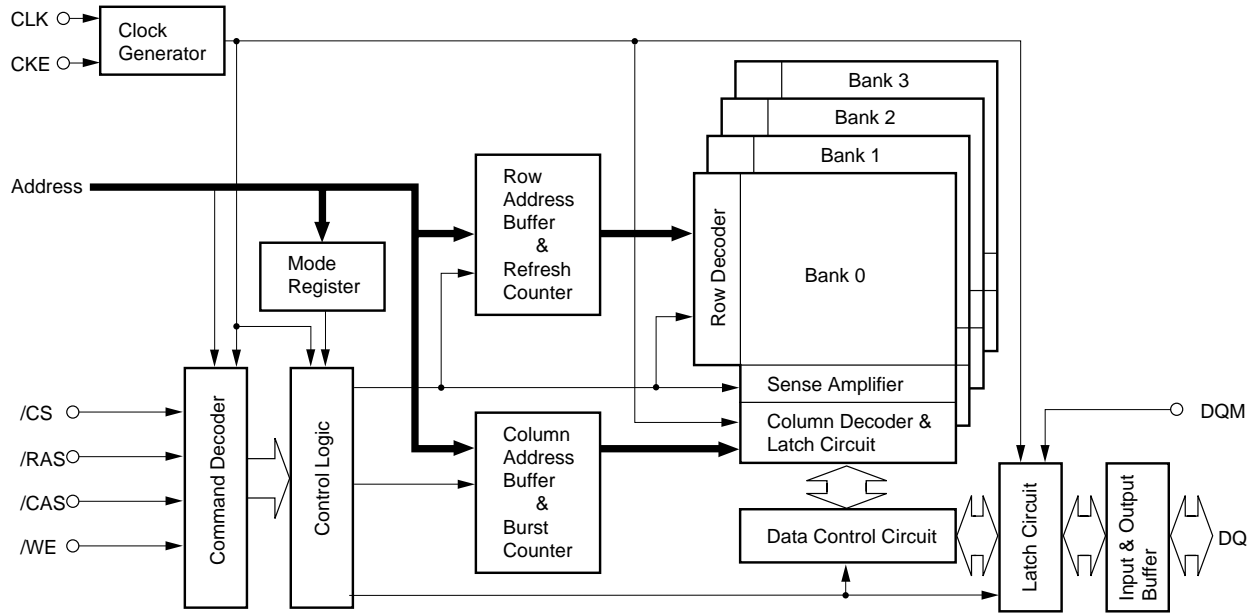 CLK
CKE
Clock
Generator
Bank 3
Bank 2
Bank 1
Address
Row
Address
Buffer
&
Refresh
Counter
Row Decoder
Bank 0
Mode
Register
Sense Amplifier
Column Decoder &
Latch Circuit
/CS
/RAS
/CAS
/WE
Command Decoder
Control Logic
Column
Address
Buffer
&
Burst
Counter
Data Control Circuit
DQM
Latch Circuit
Input & Output
Buffer
DQ